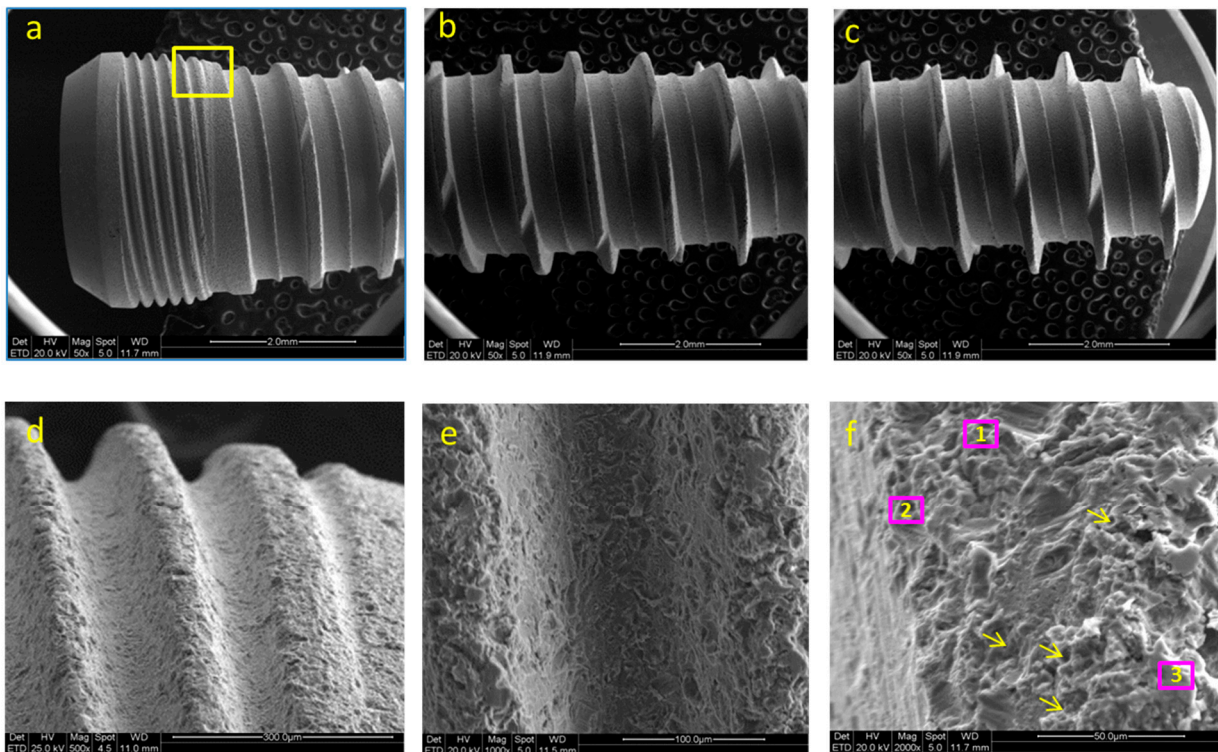 a
Det HV Mag Spot WD
ETD 20.0 kV 50x 5.0 11.7 mm
2.0mm
b
Det HV Mag Spot WD
ETD 20.0 kV 50x 5.0 11.9 mm
2.0mm
c
Det HV Mag Spot WD
ETD 20.0 kV 50x 5.0 11.9 mm
2.0mm
d
Det HV Mag Spot WD
ETD 25.0 kV 500x 4.5 11.0 mm
300.0µm
e
Det HV Mag Spot WD
ETD 20.0 kV 1000x 5.0 11.5 mm
100.0µm
f
1
2
3
Det HV Mag Spot WD
ETD 20.0 kV 2000x 5.0 11.7 mm
50.0µm